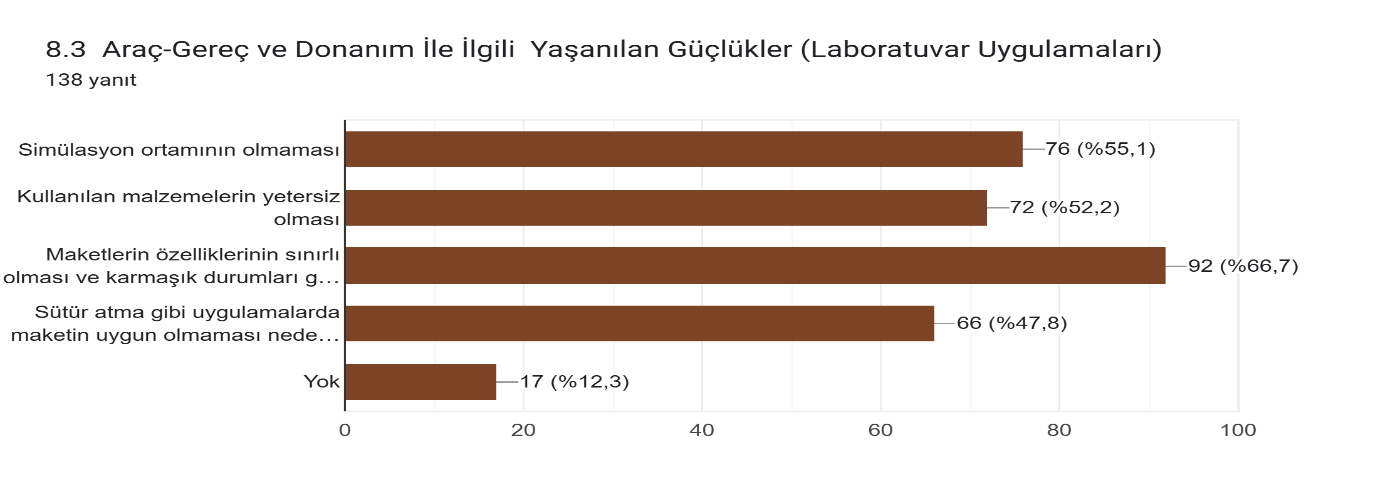 8.3 Araç-Gereç ve Donanım İle İlgili Yaşanılan Güçlükler (Laboratuvar Uygulamaları)
138 yanıt
Simülasyon ortamının olmaması
76 (%55,1)
Kullanılan malzemelerin yetersiz
olması
72 (%52,2)
Maketlerin özelliklerinin sınırlı
olması ve karmaşık durumları g…
92 (%66,7)
Sütür atma gibi uygulamalarda
maketin uygun olmaması nede…
66 (%47,8)
Yok
17 (%12,3)
0 20 40 60 80 100